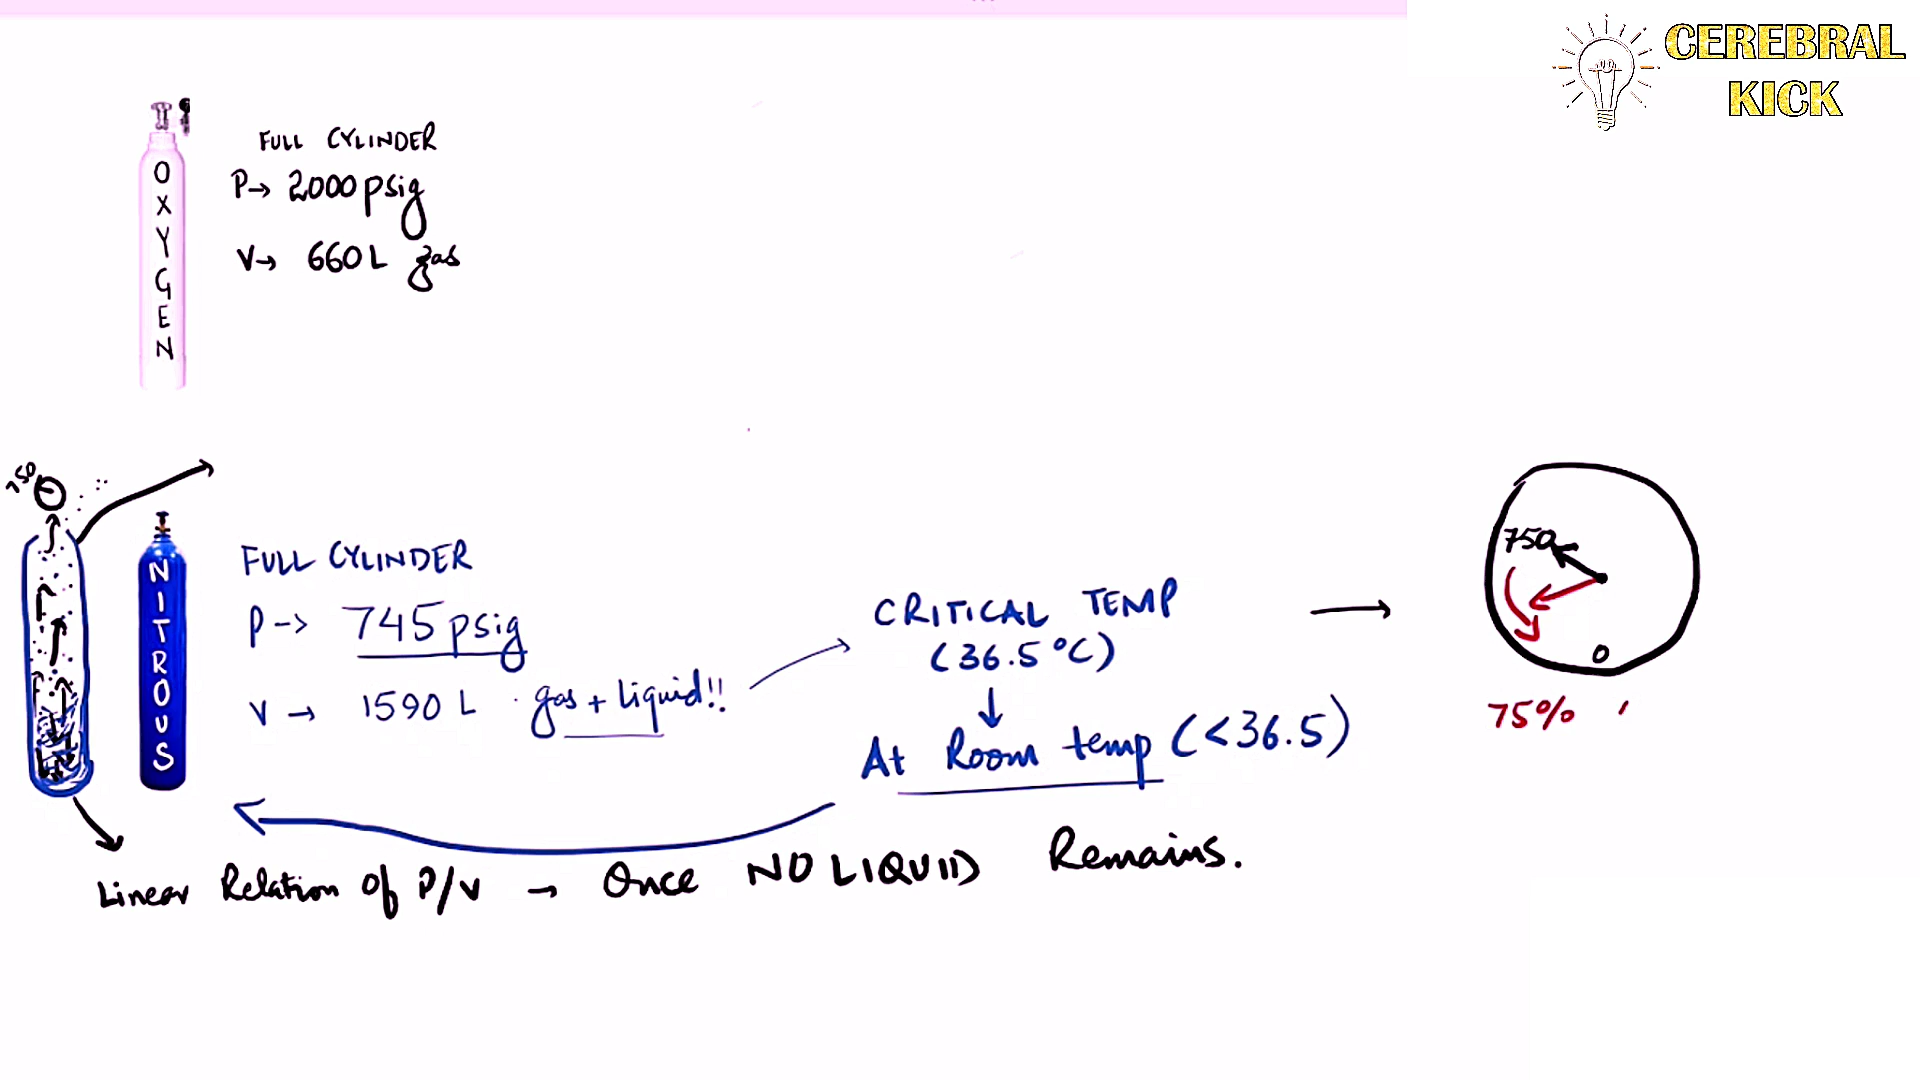 CEREBRAL
KICK
OXYGEN
FULL CYLINDER
P→ 2000 psig
V→ 660 L gas
750
NITROUS
FULL CYLINDER
P -> 745 psig
V → 1590 L . gas + Liquid!!
CRITICAL TEMP
(36.5°C)
↓
At Room temp (<36.5)
750
0
75%
Linear Relation of P/V → Once NO LIQUID Remains.